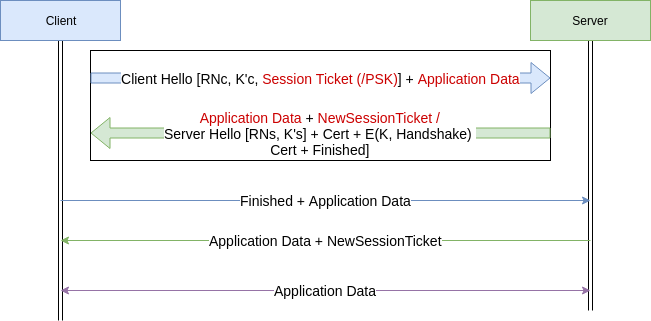 Client
Server
Client Hello [RNc, K'c, Session Ticket (/PSK)] + Application Data
Application Data + NewSessionTicket /
Server Hello [RNs, K's] + Cert + E(K, Handshake)
Cert + Finished]
Finished + Application Data
Application Data + NewSessionTicket
Application Data